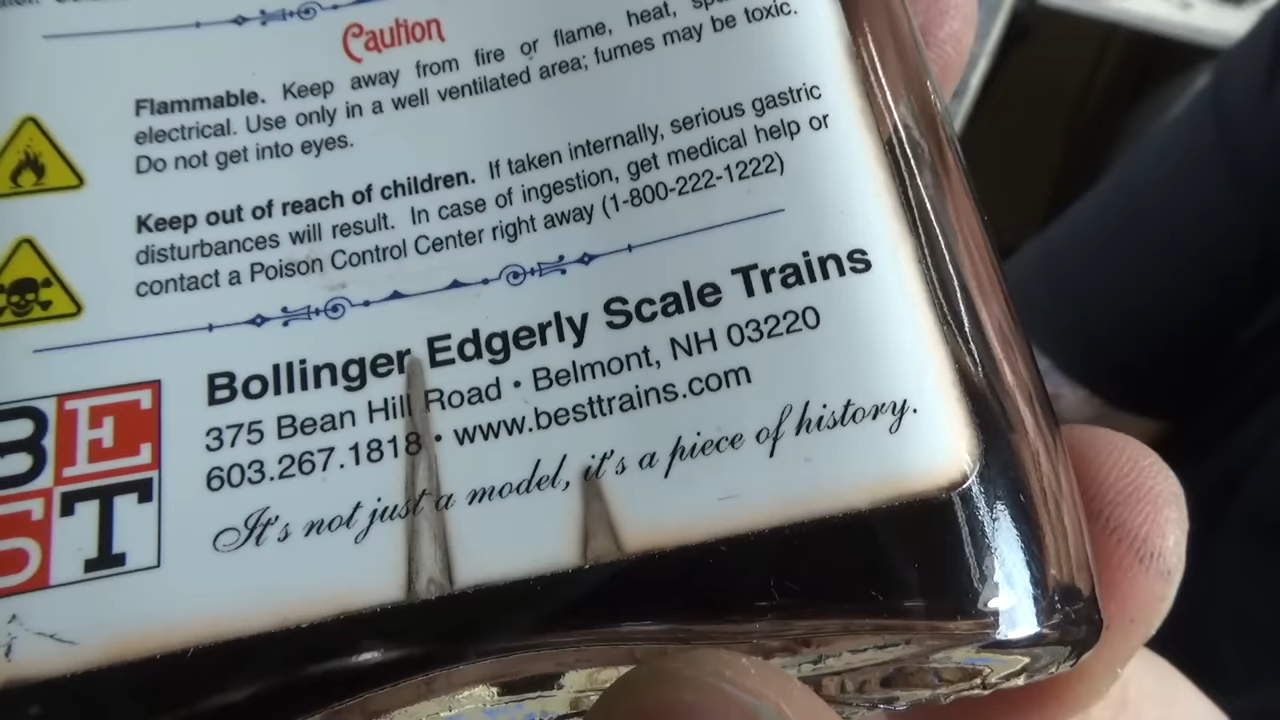 Caution
Flammable. Keep away from fire or flame, heat,
electrical. Use only in a well ventilated area; fumes may be toxic.
Do not get into eyes.
Keep out of reach of children. If taken internally, serious gastric
disturbances will result. In case of ingestion, get medical help or
contact a Poison Control Center right away (1-800-222-1222)
Bollinger Edgerly Scale Trains
375 Bean Hill Road • Belmont, NH 03220
603.267.1818 • www.besttrains.com
It's not just a model, it's a piece of history.
BE
ST